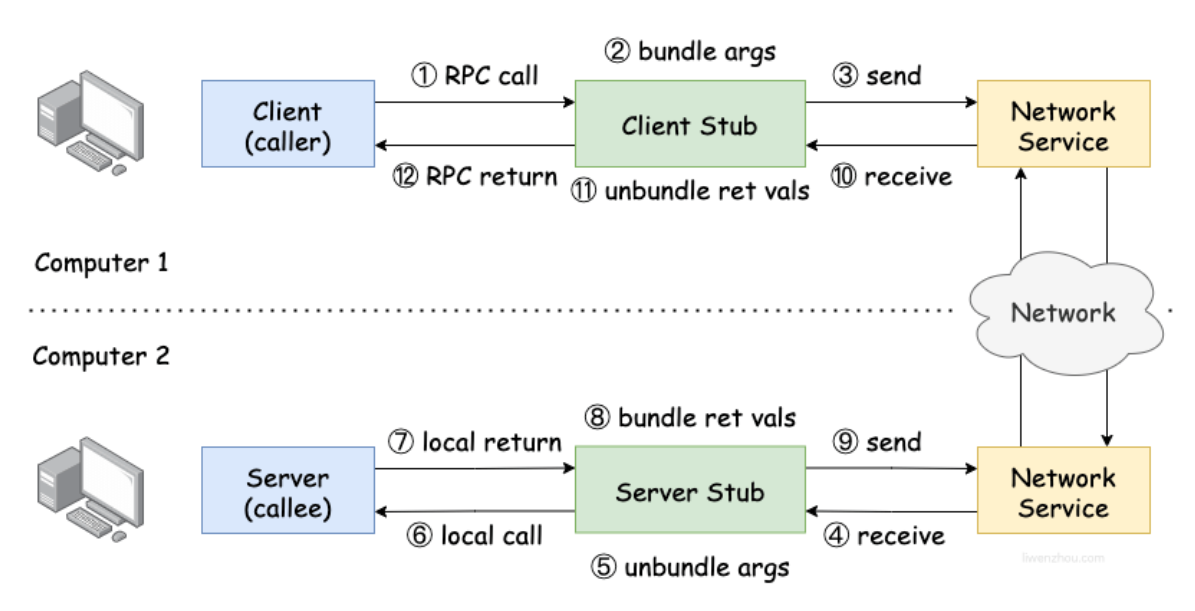 ② bundle args
① RPC call
③ send
Client
(caller)
Client Stub
Network
Service
⑫ RPC return
⑪ unbundle ret vals
⑩ receive
Computer 1
Network
Computer 2
⑧ bundle ret vals
⑦ local return
⑨ send
Server
(callee)
Server Stub
Network
Service
⑥ local call
④ receive
⑤ unbundle args
liwenzhou.com